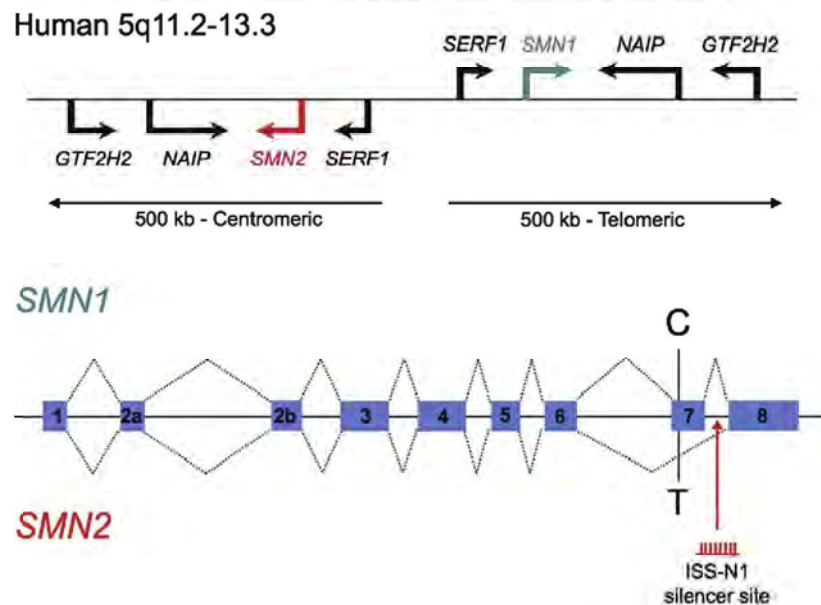 Human 5q11.2-13.3
SERF1 SMN1 NAIP GTF2H2
GTF2H2 NAIP SMN2 SERF1
500 kb - Centromeric 500 kb - Telomeric
SMN1
C
1 2a 2b 3 4 5 6 7 8
T
SMN2
ISS-N1
silencer site